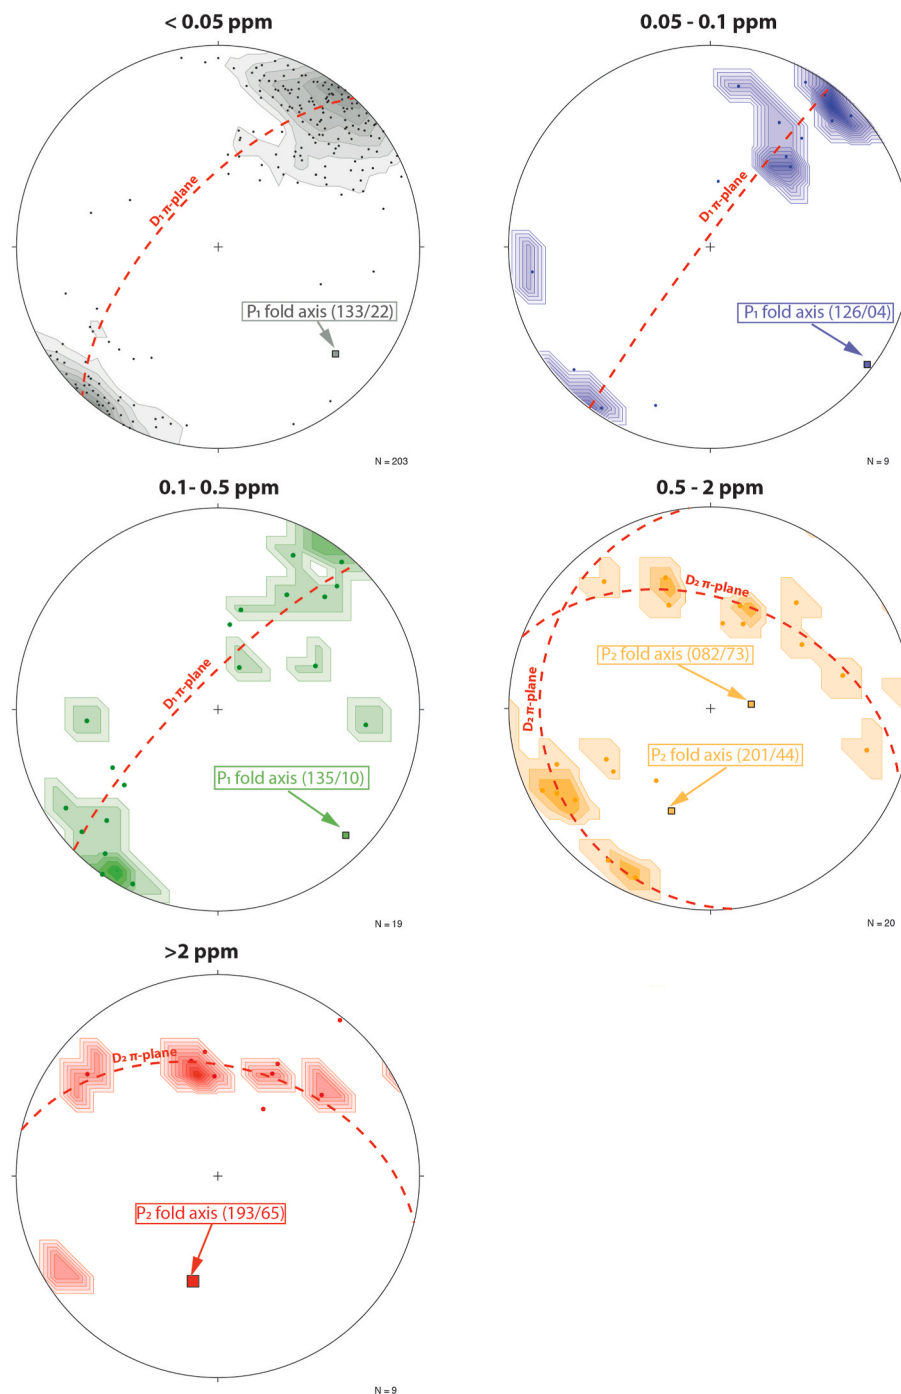 < 0.05 ppm
D₁ π-plane
P₁ fold axis (133/22)
N = 203
0.05 - 0.1 ppm
D₁ π-plane
P₁ fold axis (126/04)
N = 9
0.1- 0.5 ppm
D₁ π-plane
P₁ fold axis (135/10)
N = 19
0.5 - 2 ppm
D₂ π-plane
P₂ fold axis (082/73)
D₂ π-plane
P₂ fold axis (201/44)
N = 20
>2 ppm
D₂ π-plane
P₂ fold axis (193/65)
N = 9